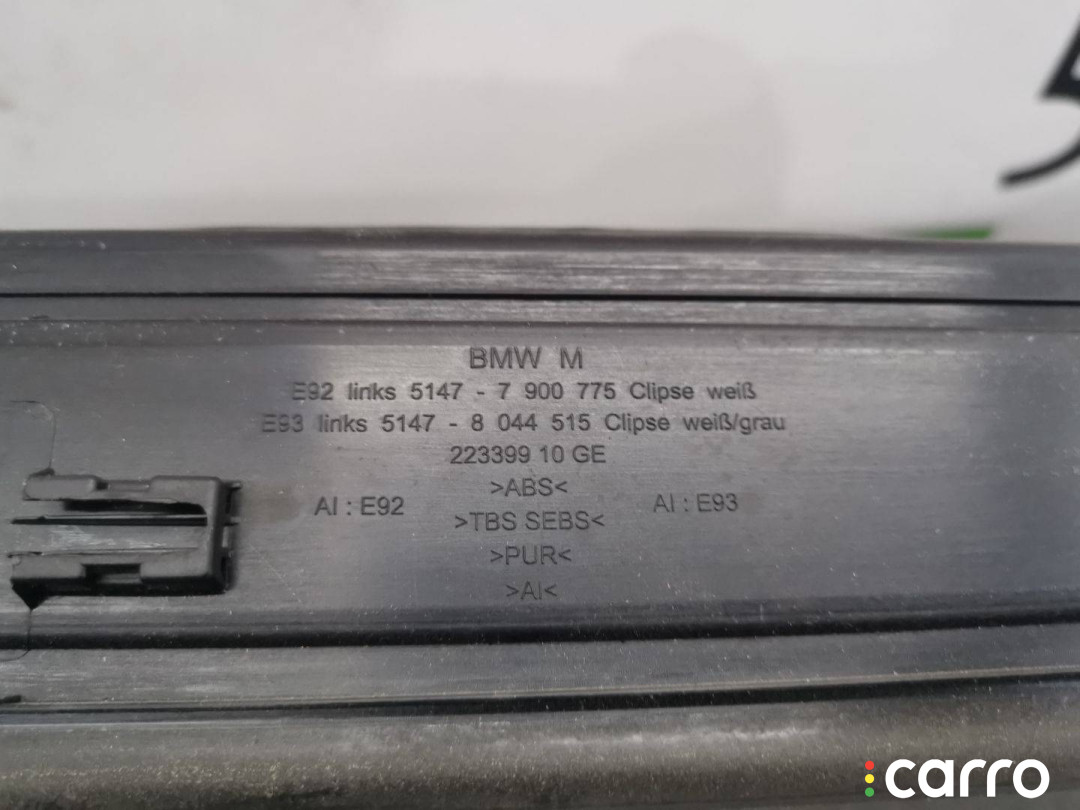 BMW M
E92 links 5147 - 7 900 775 Clipse weiß
E93 links 5147 - 8 044 515 Clipse weiß/grau
223399 10 GE
>ABS<
AI : E92
AI : E93
>TBS SEBS<
>PUR<
>AI<
carro